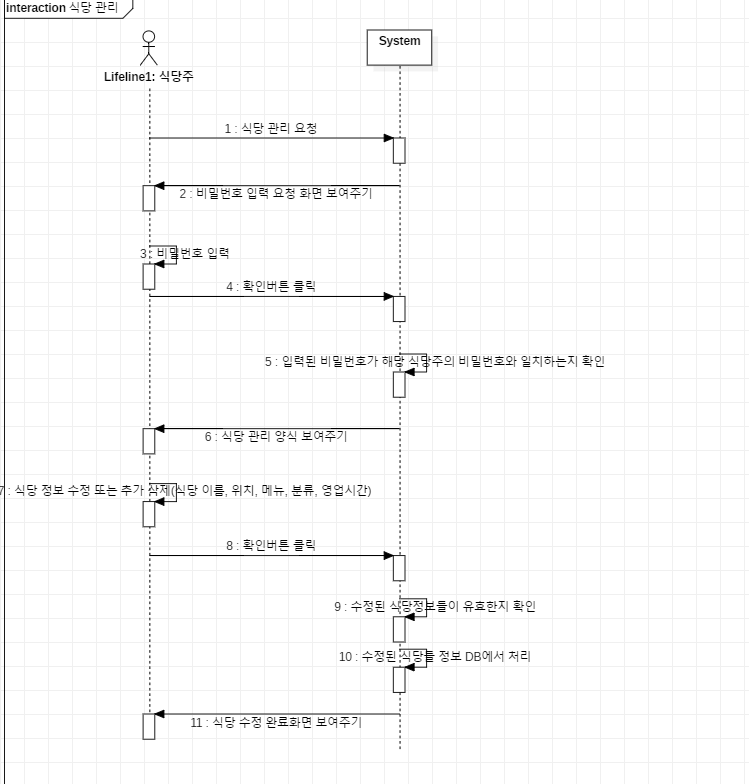 interaction 식당 관리
System
Lifeline1: 식당주
1 : 식당 관리 요청
2 : 비밀번호 입력 요청 화면 보여주기
3 : 비밀번호 입력
4 : 확인버튼 클릭
5 : 입력된 비밀번호가 해당 식당주의 비밀번호와 일치하는지 확인
6 : 식당 관리 양식 보여주기
7 : 식당 정보 수정 또는 추가 삭제(식당 이름, 위치, 메뉴, 분류, 영업시간)
8 : 확인버튼 클릭
9 : 수정된 식당정보들이 유효한지 확인
10 : 수정된 식당들 정보 DB에서 처리
11 : 식당 수정 완료화면 보여주기